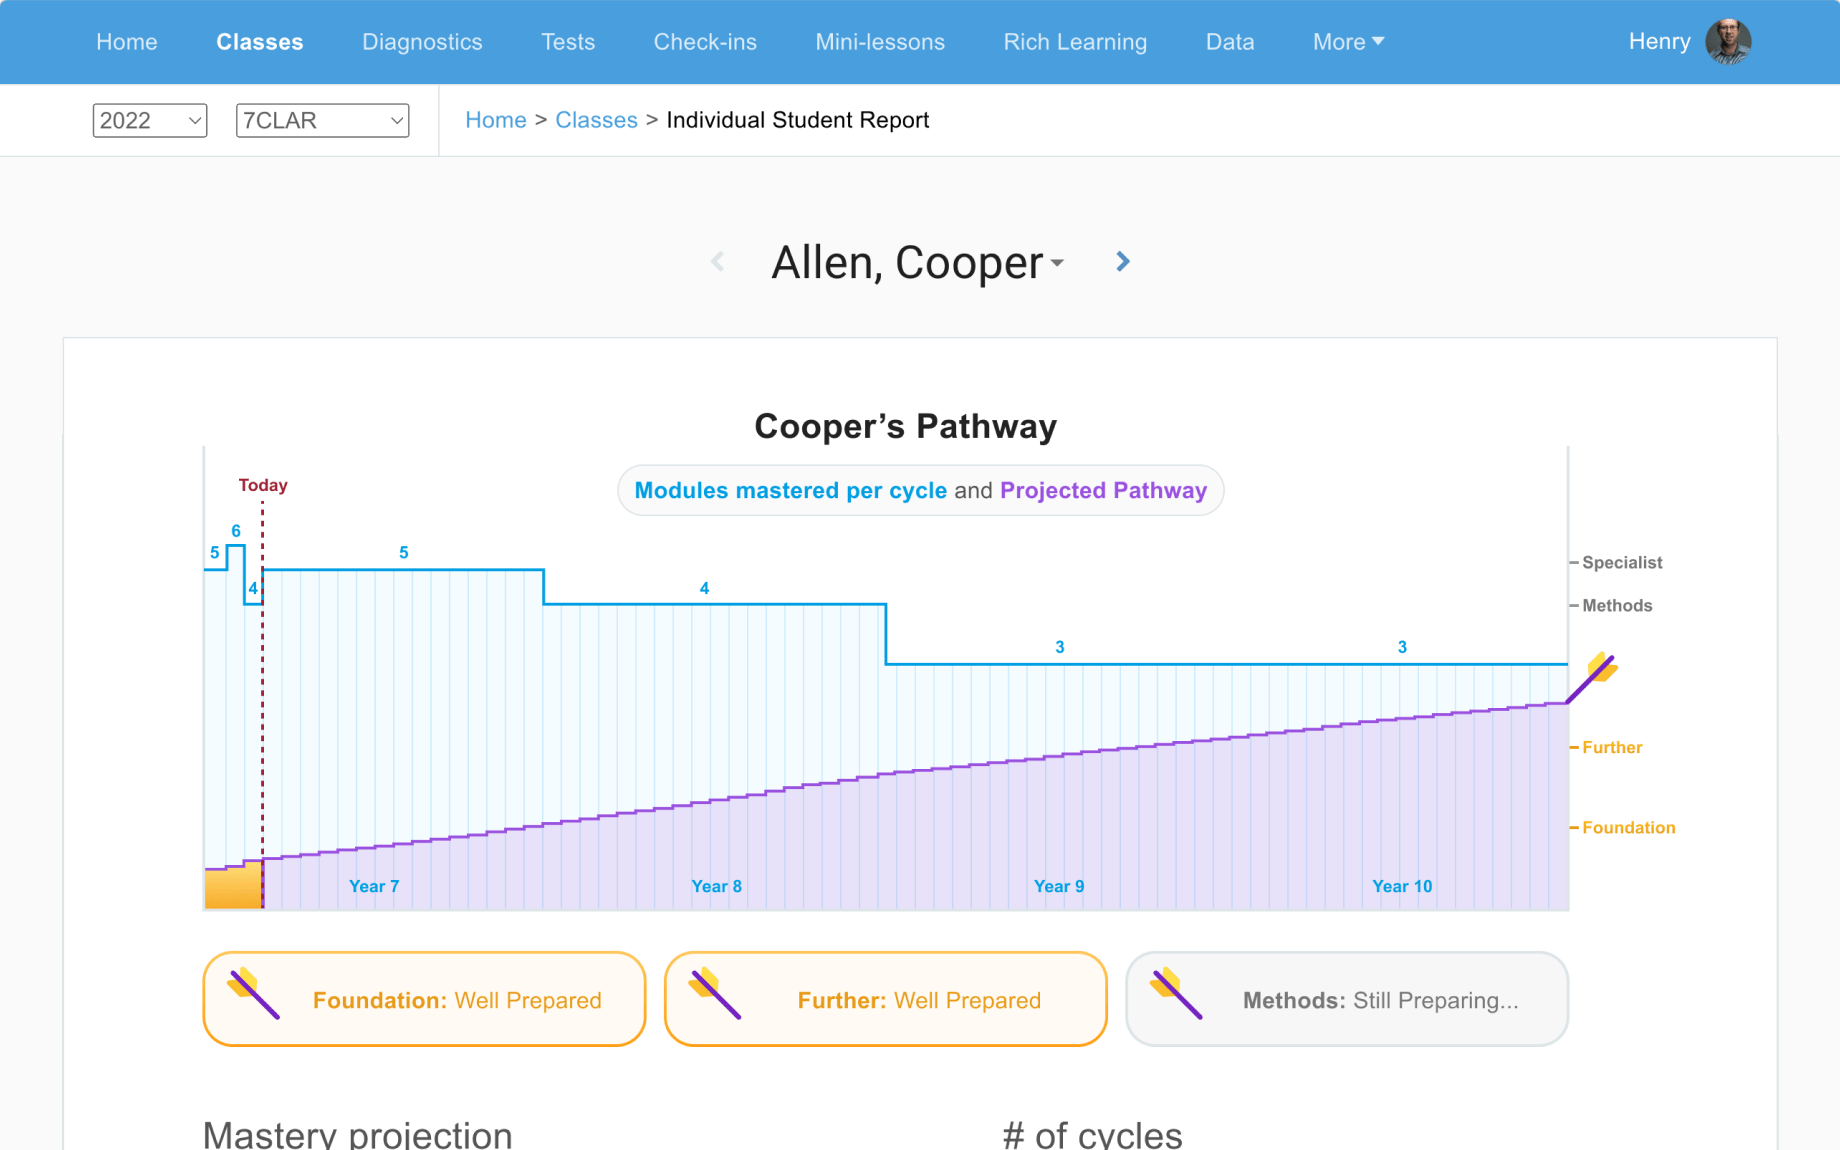 Home Classes Diagnostics Tests Check-ins Mini-lessons Rich Learning Data More Henry
2022 7CLAR Home > Classes > Individual Student Report
Allen, Cooper
Cooper’s Pathway
Modules mastered per cycle and Projected Pathway
Today
5 6 4 5 4 3 3
Specialist
Methods
Further
Foundation
Year 7 Year 8 Year 9 Year 10
Foundation: Well Prepared Further: Well Prepared Methods: Still Preparing...
Mastery projection # of cycles